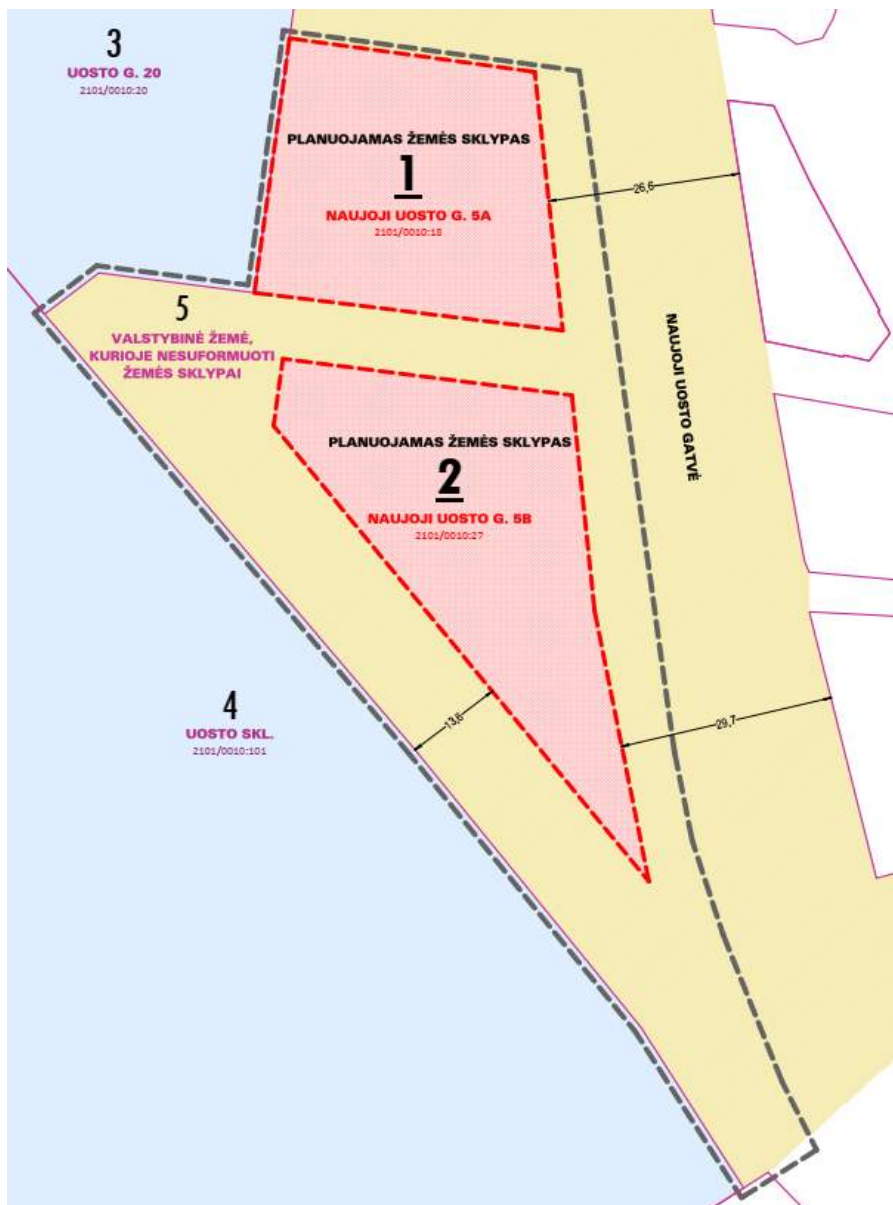 3
UOSTO G. 20
2101/0010:20
PLANUOJAMAS ŽEMĖS SKLYPAS
1
NAUJOJI UOSTO G. 5A
2101/0010:18
26,6
5
VALSTYBINĖ ŽEMĖ,
KURIOJE NESUFORMUOTI
ŽEMĖS SKLYPAI
NAUJOJI UOSTO GATVĖ
PLANUOJAMAS ŽEMĖS SKLYPAS
2
NAUJOJI UOSTO G. 5B
2101/0010:27
4
UOSTO SKL.
2101/0010:101
13,6
29,7